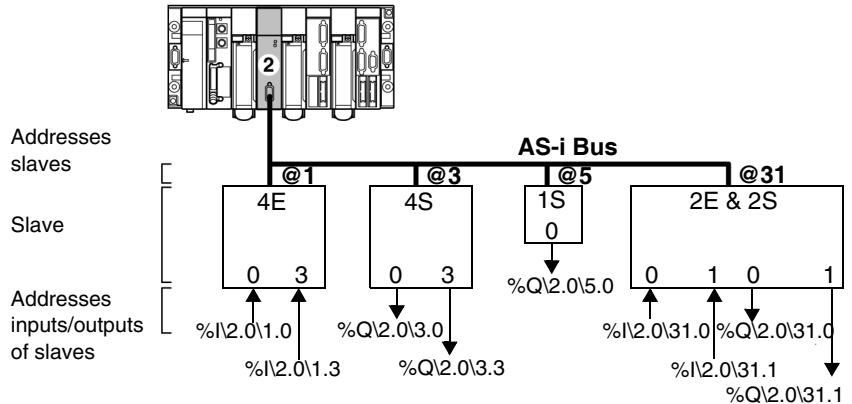 2
Addresses
slaves
AS-i Bus
@1
@3
@5
@31
Slave
4E
4S
1S
2E & 2S
0
0 3
0 3
0 1 0 1
%Q\2.0\5.0
Addresses
inputs/outputs
of slaves
%I\2.0\1.0
%Q\2.0\3.0
%I\2.0\31.0
%Q\2.0\31.0
%I\2.0\1.3
%Q\2.0\3.3
%I\2.0\31.1
%Q\2.0\31.1